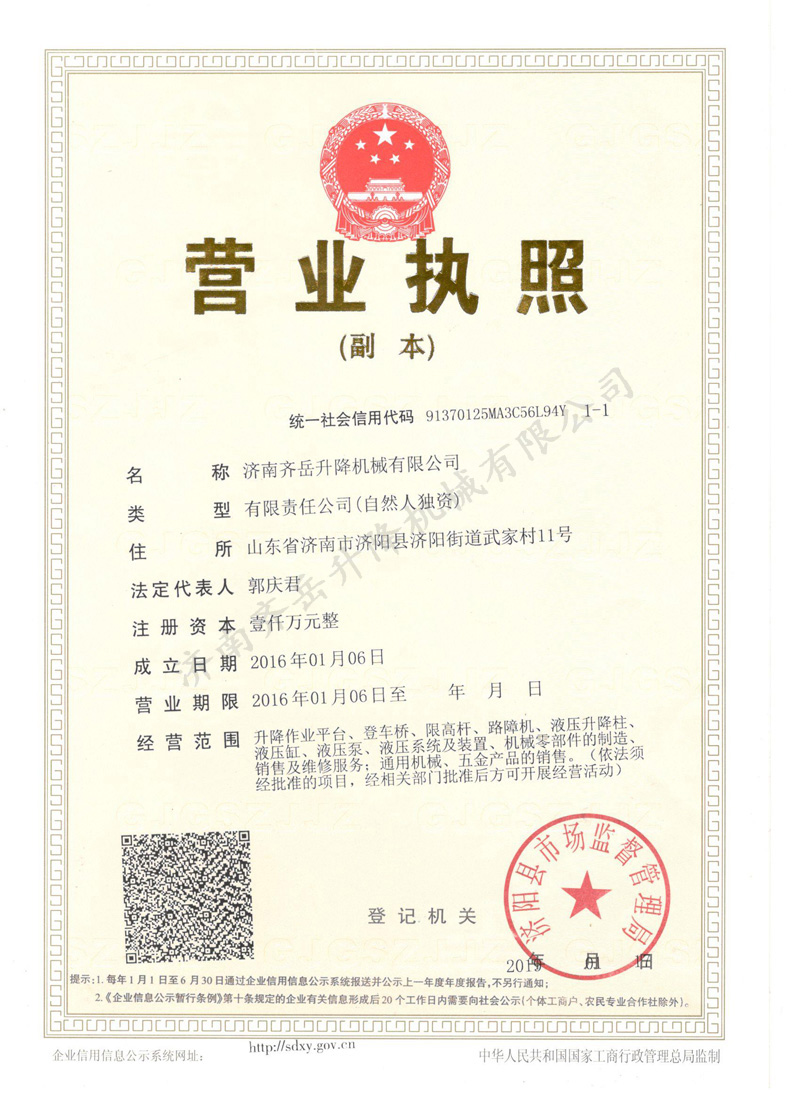 营业执照
(副本)
统一社会信用代码 91370125MA3C56L94Y 1-1
名称 济南齐岳升降机械有限公司
类型 有限责任公司(自然人独资)
住所 山东省济南市济阳县济阳街道武家村11号
法定代表人 郭庆君
注册资本 壹仟万元整
成立日期 2016年01月06日
营业期限 2016年01月06日至 年 月 日
经营范围 升降作业平台、登车桥、限高杆、路障机、液压升降柱、
液压缸、液压泵、液压系统及装置、机械零部件的制造、
销售及维修服务;通用机械、五金产品的销售。(依法须
经批准的项目,经相关部门批准后方可开展经营活动)
济南齐岳升降机械有限公司
济阳县市场监督管理局
登记机关
年 月 日
提示:1.每年1月1日至6月30日通过企业信用信息公示系统报送并公示上一年度年度报告,不另行通知;
2.《企业信息公示暂行条例》第十条规定的企业有关信息形成后20个工作日内需要向社会公示(个体工商户、农民专业合作社除外)。
企业信用信息公示系统网址: http://sdxy.gov.cn
中华人民共和国国家工商行政管理总局监制